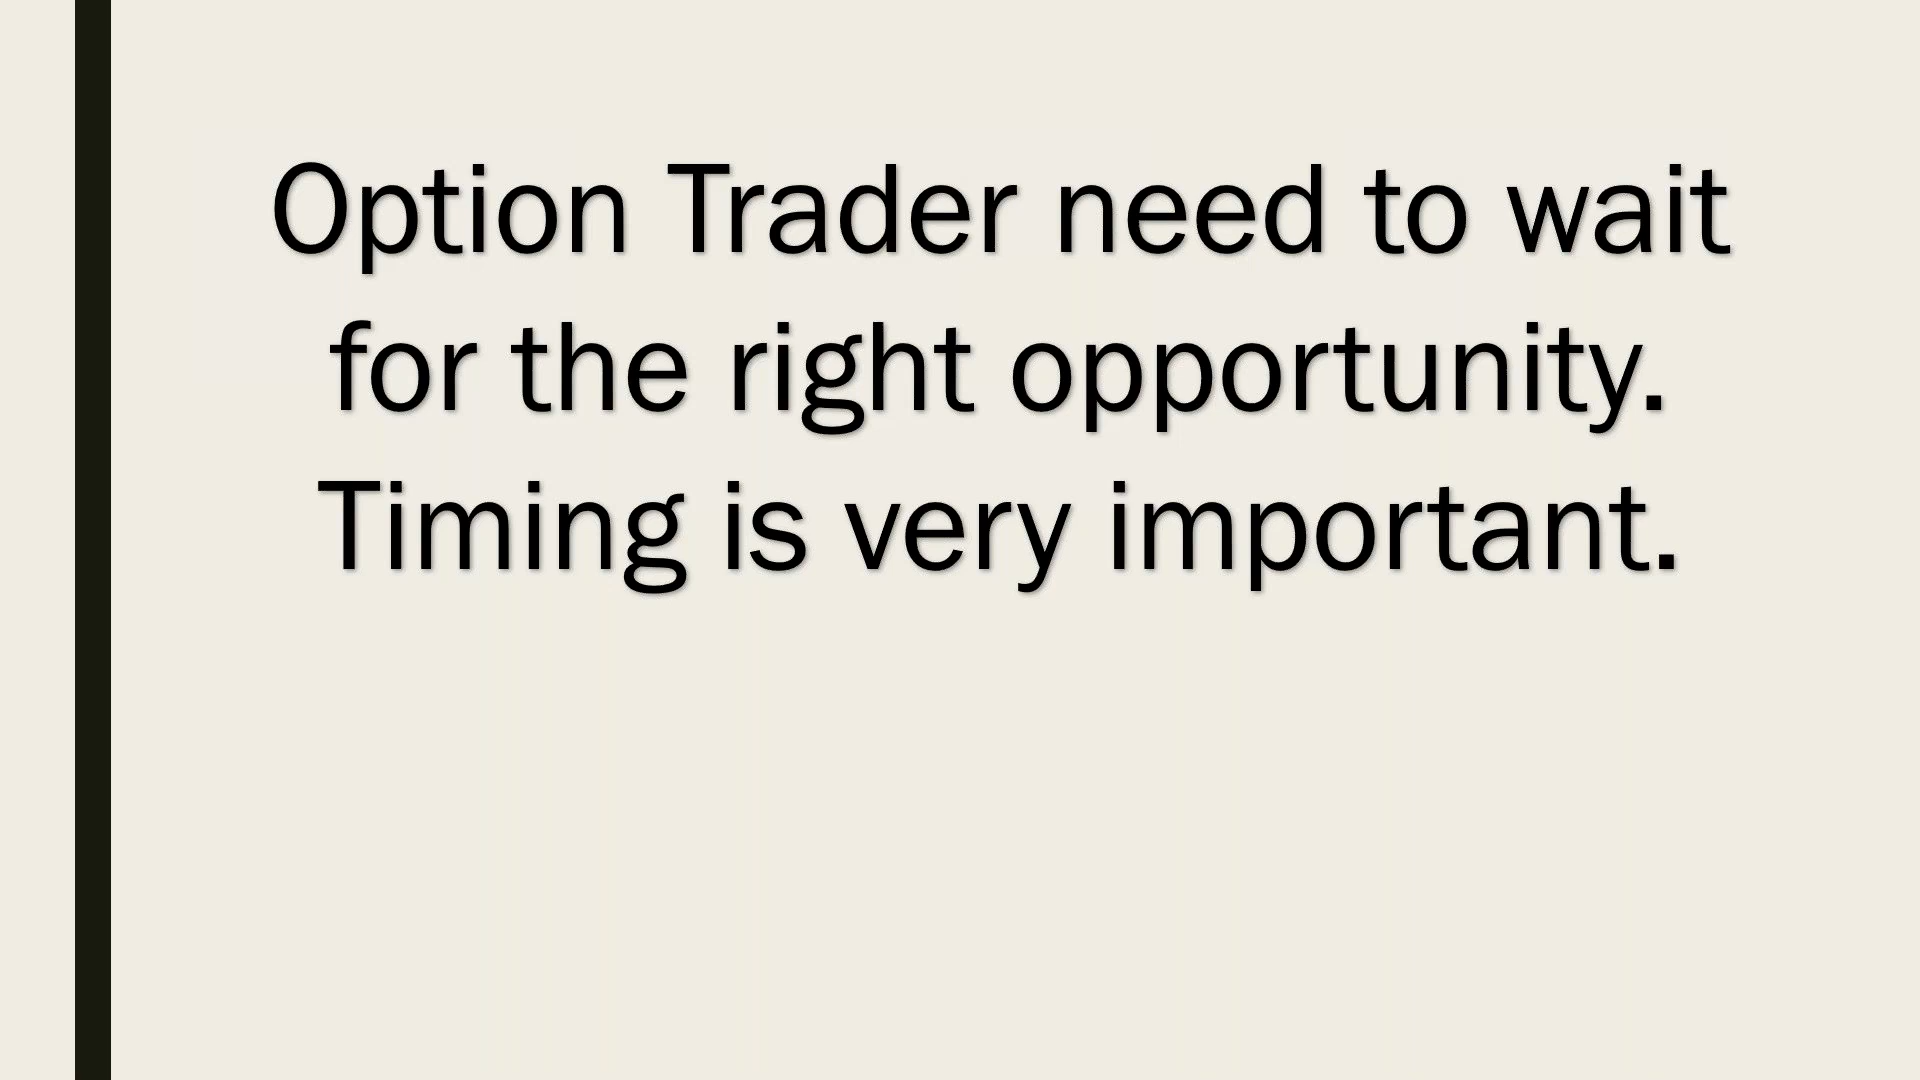 Option Trader need to wait
for the right opportunity.
Timing is very important.